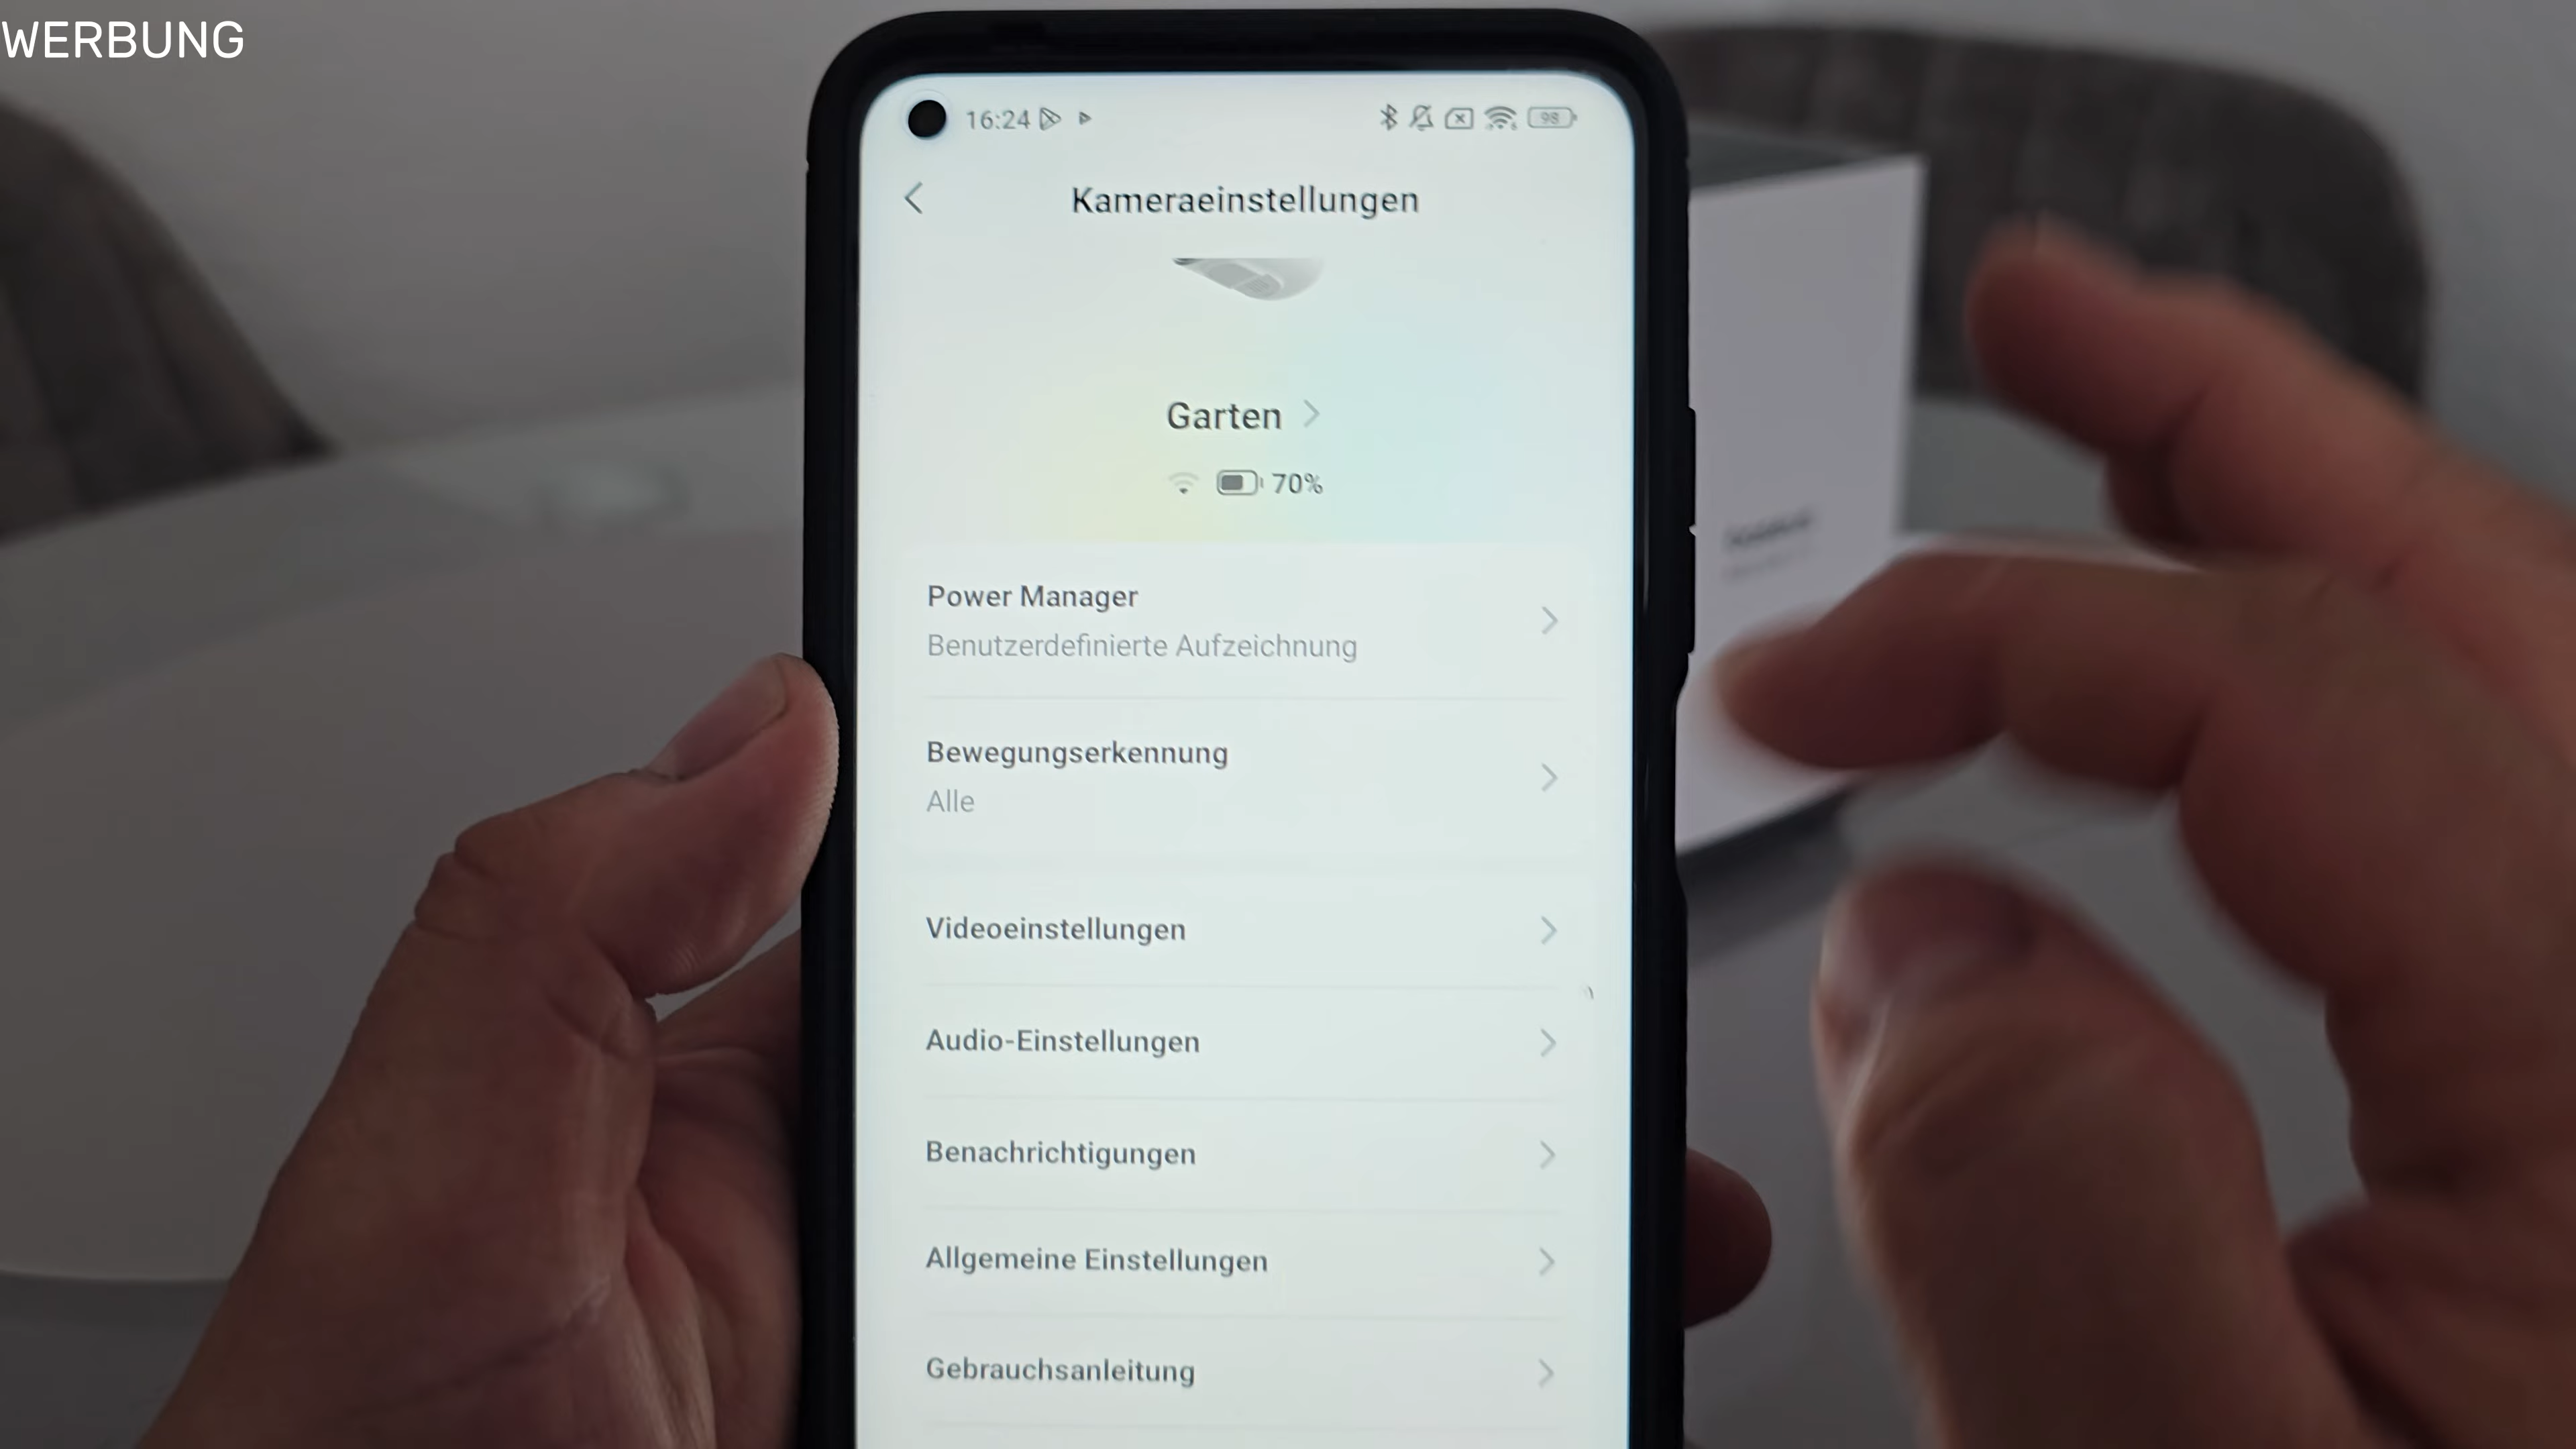 WERBUNG
16:24
98
Kameraeinstellungen
Garten
70%
Power Manager
Benutzerdefinierte Aufzeichnung
Bewegungserkennung
Alle
Videoeinstellungen
Audio-Einstellungen
Benachrichtigungen
Allgemeine Einstellungen
Gebrauchsanleitung